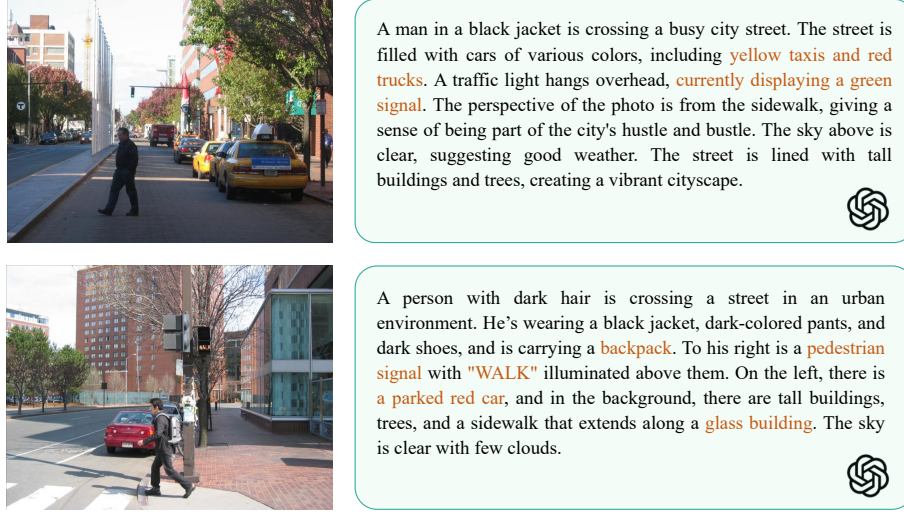 A man in a black jacket is crossing a busy city street. The street is
filled with cars of various colors, including yellow taxis and red
trucks. A traffic light hangs overhead, currently displaying a green
signal. The perspective of the photo is from the sidewalk, giving a
sense of being part of the city's hustle and bustle. The sky above is
clear, suggesting good weather. The street is lined with tall
buildings and trees, creating a vibrant cityscape.
T
WALK
A person with dark hair is crossing a street in an urban
environment. He's wearing a black jacket, dark-colored pants, and
dark shoes, and is carrying a backpack. To his right is a pedestrian
signal with "WALK" illuminated above them. On the left, there is
a parked red car, and in the background, there are tall buildings,
trees, and a sidewalk that extends along a glass building. The sky
is clear with few clouds.